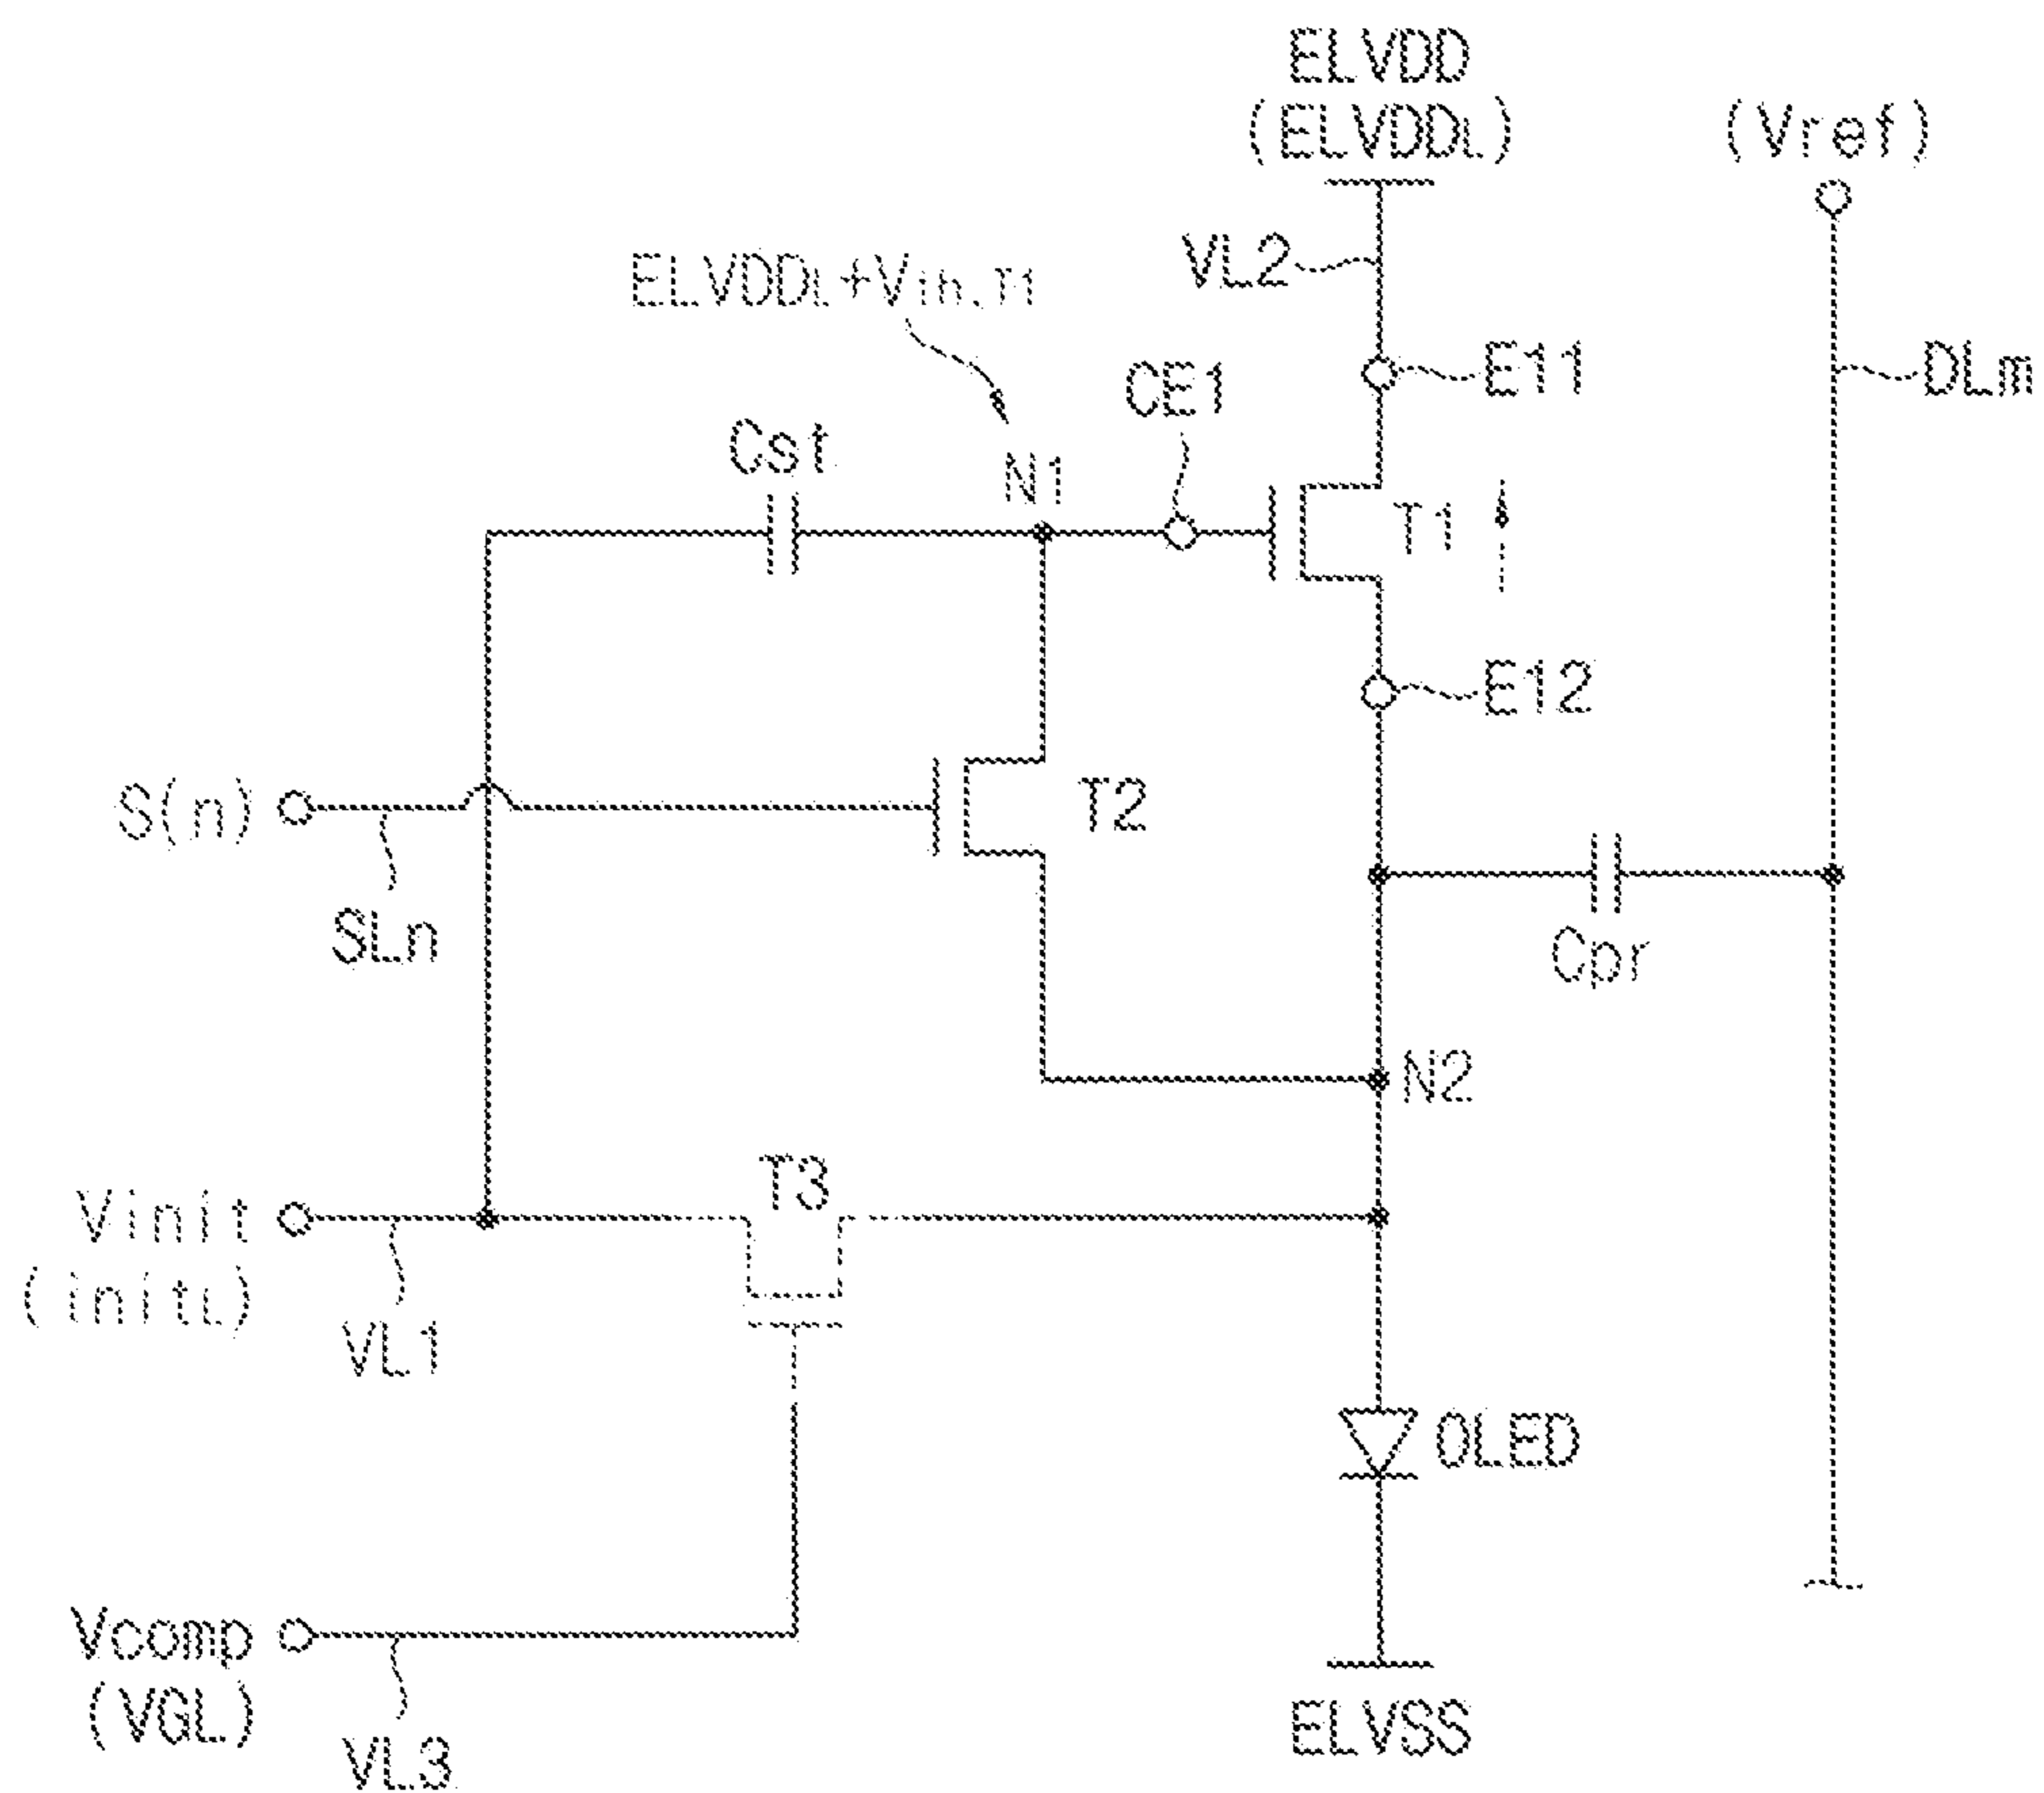 ELVDD
(ELVDDL)
(Vref)
VL2
ELVDDL+Vth.T1
E11
DLm
CE1
Cst
N1
T1
E12
S(n)
T2
SLn
Cpr
N2
T3
Vinit
(initL)
VL1
OLED
Vcomp
(VGL)
VL3
ELVSS